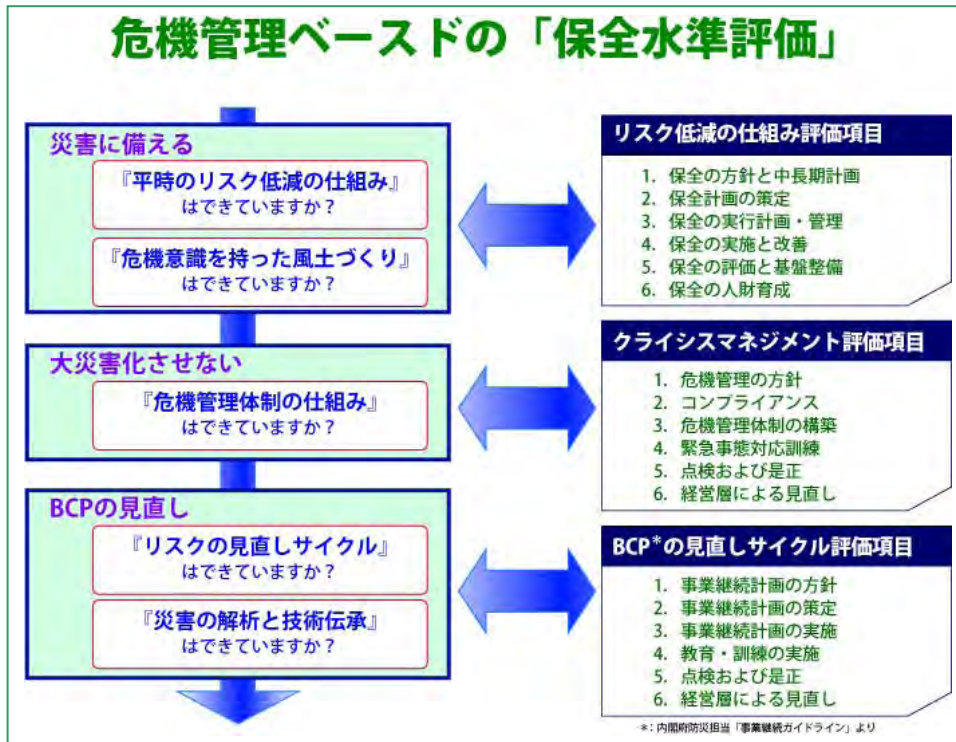 危機管理ベースドの「保全水準評価」
災害に備える
『平時のリスク低減の仕組み』
はできていますか?
『危機意識を持った風土づくり』
はできていますか?
リスク低減の仕組み評価項目
1. 保全の方針と中長期計画
2. 保全計画の策定
3. 保全の実行計画・管理
4. 保全の実施と改善
5. 保全の評価と基盤整備
6. 保全の人財育成
大災害化させない
『危機管理体制の仕組み』
はできていますか?
クライシスマネジメント評価項目
1. 危機管理の方針
2. コンプライアンス
3. 危機管理体制の構築
4. 緊急事態対応訓練
5. 点検および是正
6. 経営層による見直し
BCPの見直し
『リスクの見直しサイクル』
はできていますか?
『災害の解析と技術伝承』
はできていますか?
BCP*の見直しサイクル評価項目
1. 事業継続計画の方針
2. 事業継続計画の策定
3. 事業継続計画の実施
4. 教育・訓練の実施
5. 点検および是正
6. 経営層による見直し
*:内閣府防災担当「事業継続ガイドライン」より